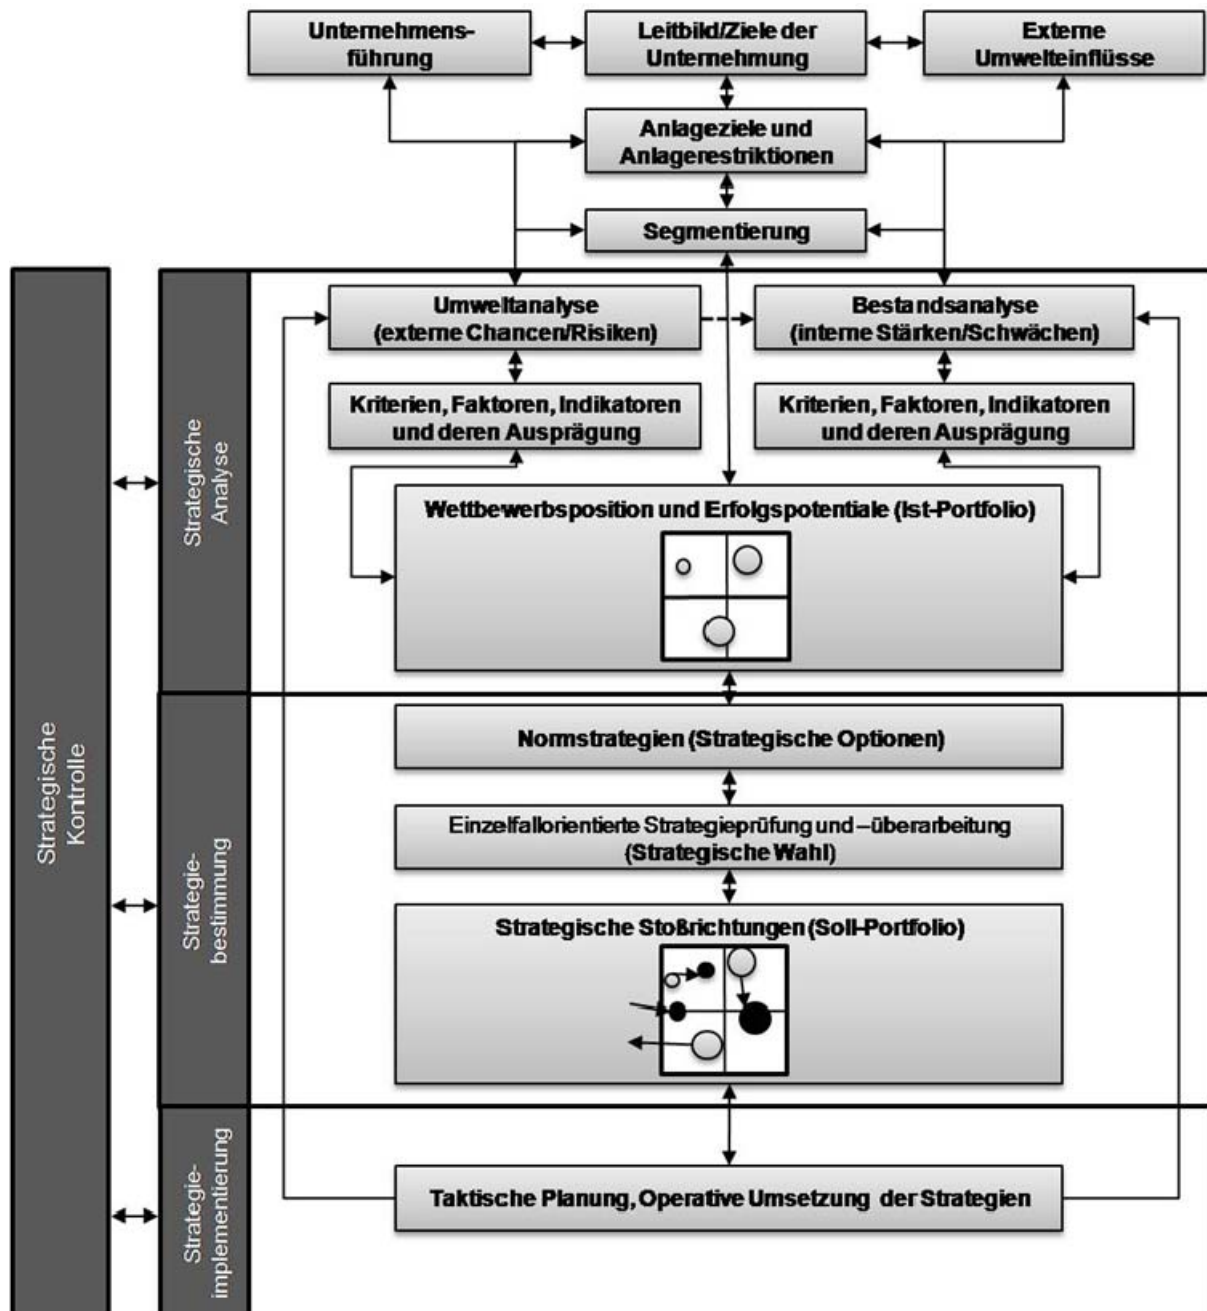 Unternehmens-
führung
Leitbild/Ziele der
Unternehmung
Externe
Umwelteinflüsse
Anlageziele und
Anlagerestriktionen
Segmentierung
Strategische
Kontrolle
Strategische
Analyse
Umweltanalyse
(externe Chancen/Risiken)
Bestandsanalyse
(interne Stärken/Schwächen)
Kriterien, Faktoren, Indikatoren
und deren Ausprägung
Kriterien, Faktoren, Indikatoren
und deren Ausprägung
Wettbewerbsposition und Erfolgspotentiale (Ist-Portfolio)
Strategie-
bestimmung
Normstrategien (Strategische Optionen)
Einzelfallorientierte Strategieprüfung und –überarbeitung
(Strategische Wahl)
Strategische Stoßrichtungen (Soll-Portfolio)
Strategie-
implementierung
Taktische Planung, Operative Umsetzung der Strategien